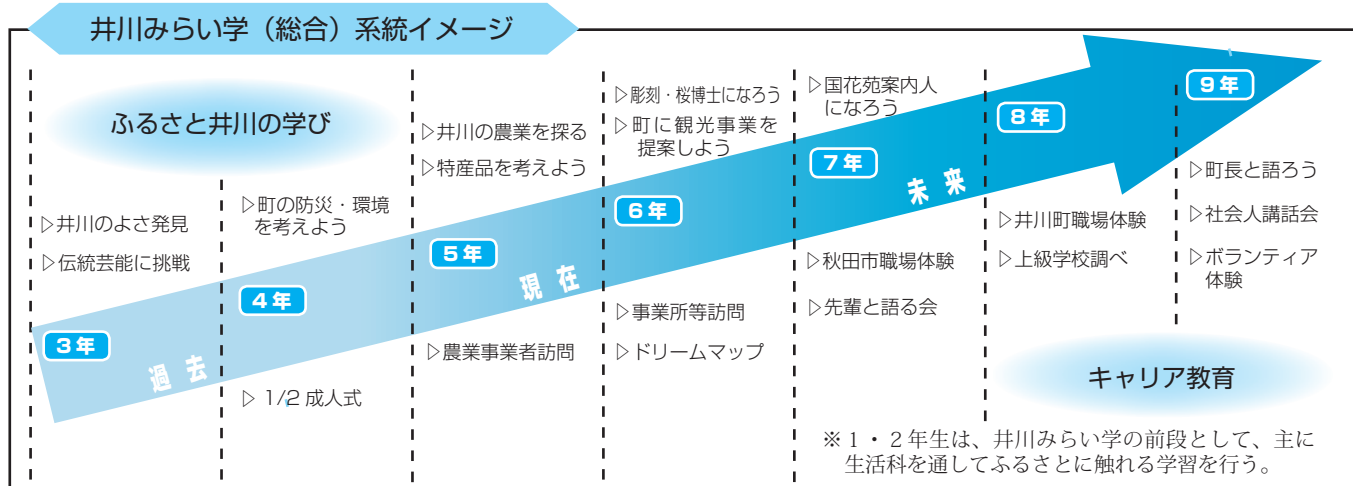 井川みらい学（総合）系統イメージ
ふるさと井川の学び
3年
▷井川のよさ発見
▷伝統芸能に挑戦
過去
4年
▷町の防災・環境
を考えよう
▷ 1/2 成人式
5年
▷井川の農業を探る
▷特産品を考えよう
現在
▷農業事業者訪問
6年
▷彫刻・桜博士になろう
▷町に観光事業を
提案しよう
▷事業所等訪問
▷ドリームマップ
7年
▷国花苑案内人
になろう
未来
▷秋田市職場体験
▷先輩と語る会
8年
▷井川町職場体験
▷上級学校調べ
9年
▷町長と語ろう
▷社会人講話会
▷ボランティア
体験
キャリア教育
※１・２年生は、井川みらい学の前段として、主に
生活科を通してふるさとに触れる学習を行う。